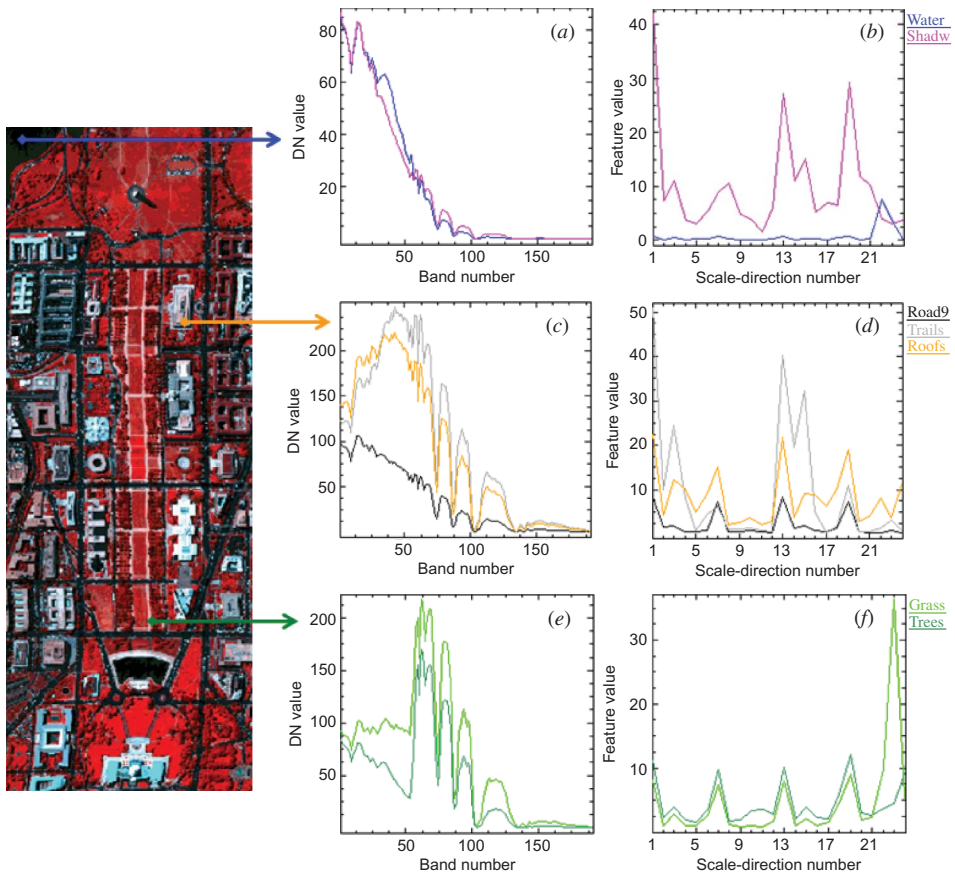 (a)
80
60
40
20
DN value
50
100
150
Band number
(b)
Water
Shadw
40
30
20
10
0
Feature value
1
5
9
13
17
21
Scale-direction number
(c)
200
150
100
50
DN value
50
100
150
Band number
(d)
Road9
Trails
Roofs
50
40
30
20
10
Feature value
1
5
9
13
17
21
Scale-direction number
(e)
200
150
100
50
DN value
50
100
150
Band number
(f)
Grass
Trees
30
20
10
Feature value
1
5
9
13
17
21
Scale-direction number